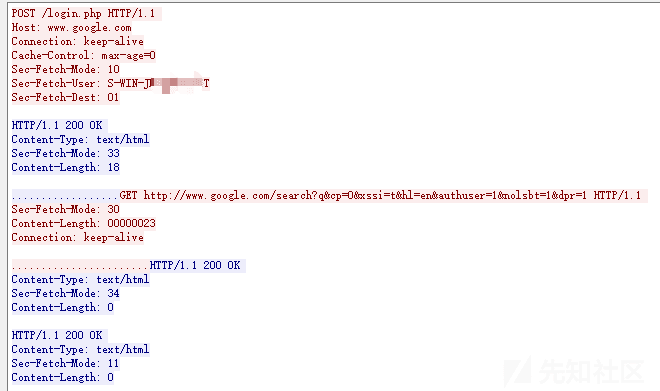 POST /login.php HTTP/1.1
Host: www.google.com
Connection: keep-alive
Cache-Control: max-age=0
Sec-Fetch-Mode: 10
Sec-Fetch-User: S-WIN-J T
Sec-Fetch-Dest: 01
HTTP/1.1 200 OK
Content-Type: text/html
Sec-Fetch-Mode: 33
Content-Length: 18
..................GET http://www.google.com/search?q&cp=0&xssi=t&hl=en&authuser=1&nolsbt=1&dpr=1 HTTP/1.1
Sec-Fetch-Mode: 30
Content-Length: 00000023
Connection: keep-alive
.......................HTTP/1.1 200 OK
Content-Type: text/html
Sec-Fetch-Mode: 34
Content-Length: 0
HTTP/1.1 200 OK
Content-Type: text/html
Sec-Fetch-Mode: 11
Content-Length: 0
先知社区